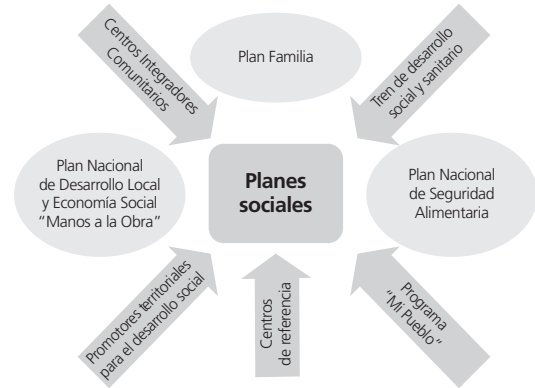 Centros Integradores
Comunitarios
Plan Familia
Tren de desarrollo
social y sanitario
Plan Nacional
de Desarrollo Local
y Economía Social
“Manos a la Obra”
Planes
sociales
Plan Nacional
de Seguridad
Alimentaria
Promotores territoriales
para el desarrollo social
Centros
de referencia
Programa
“Mi Pueblo”